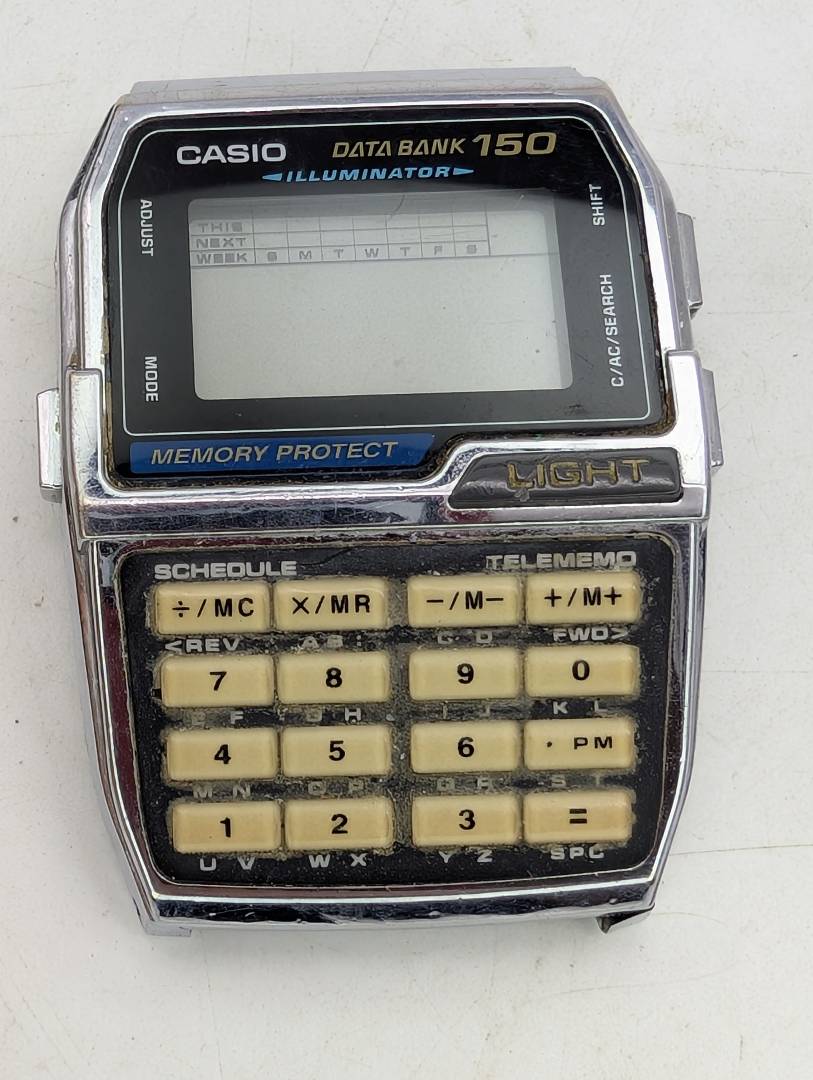 CASIO DATA BANK 150
ILLUMINATOR
ADJUST
SHIFT
THIS
NEXT
WEEK S M T W T F S
MODE
C/AC/SEARCH
MEMORY PROTECT
LIGHT
SCHEDULE TELEMEMO
÷/MC ×/MR −/M− +/M+
<REV A B : C D FWD>
7 8 9 0
E F G H I J K L
4 5 6 · PM
M N O P Q R S T
1 2 3 =
U V W X Y Z SPC